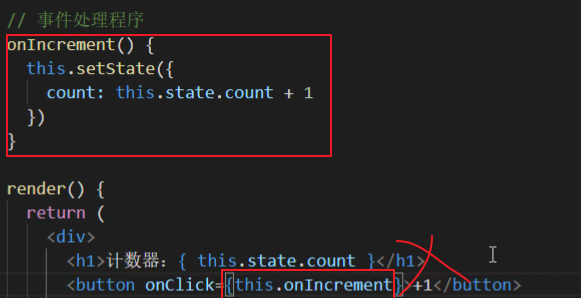 // 事件处理程序
onIncrement() {
this.setState({
count: this.state.count + 1
})
}
render() {
return (
<div>
<h1>计数器：{ this.state.count }</h1>
<button onClick={this.onIncrement}>+1</button>